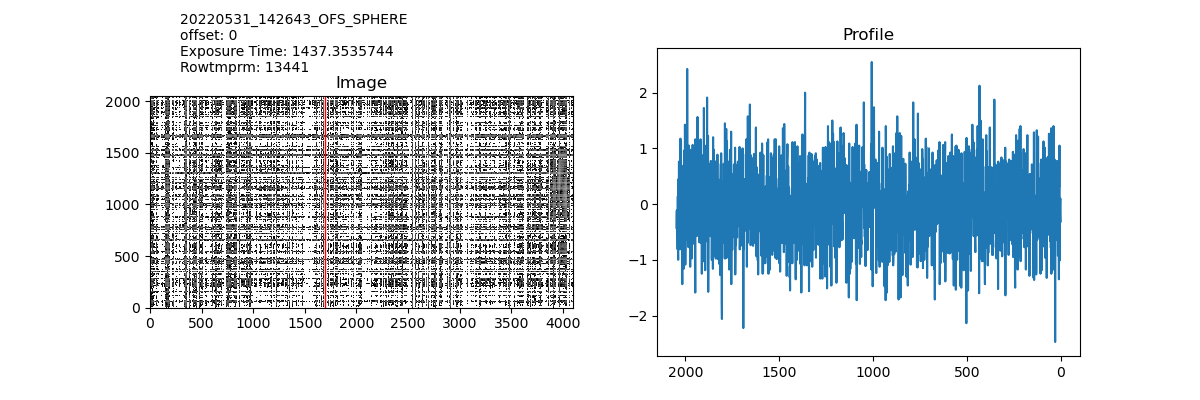 20220531_142643_OFS_SPHERE
offset: 0
Exposure Time: 1437.3535744
Rowtmprm: 13441
Image
2000
1500
1000
500
0
0 500 1000 1500 2000 2500 3000 3500 4000
Profile
2
1
0
−1
−2
2000 1500 1000 500 0